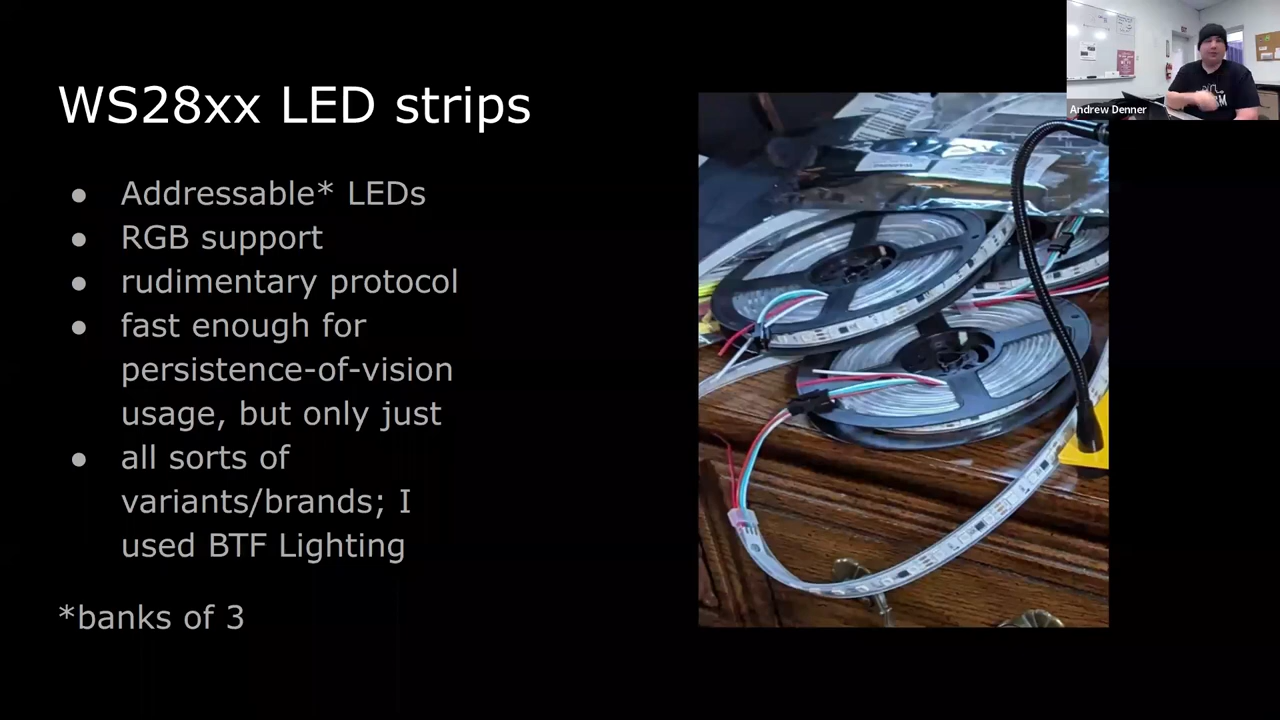 WS28xx LED strips
● Addressable* LEDs
● RGB support
● rudimentary protocol
● fast enough for
persistence-of-vision
usage, but only just
● all sorts of
variants/brands; I
used BTF Lighting
*banks of 3
Andrew Denner